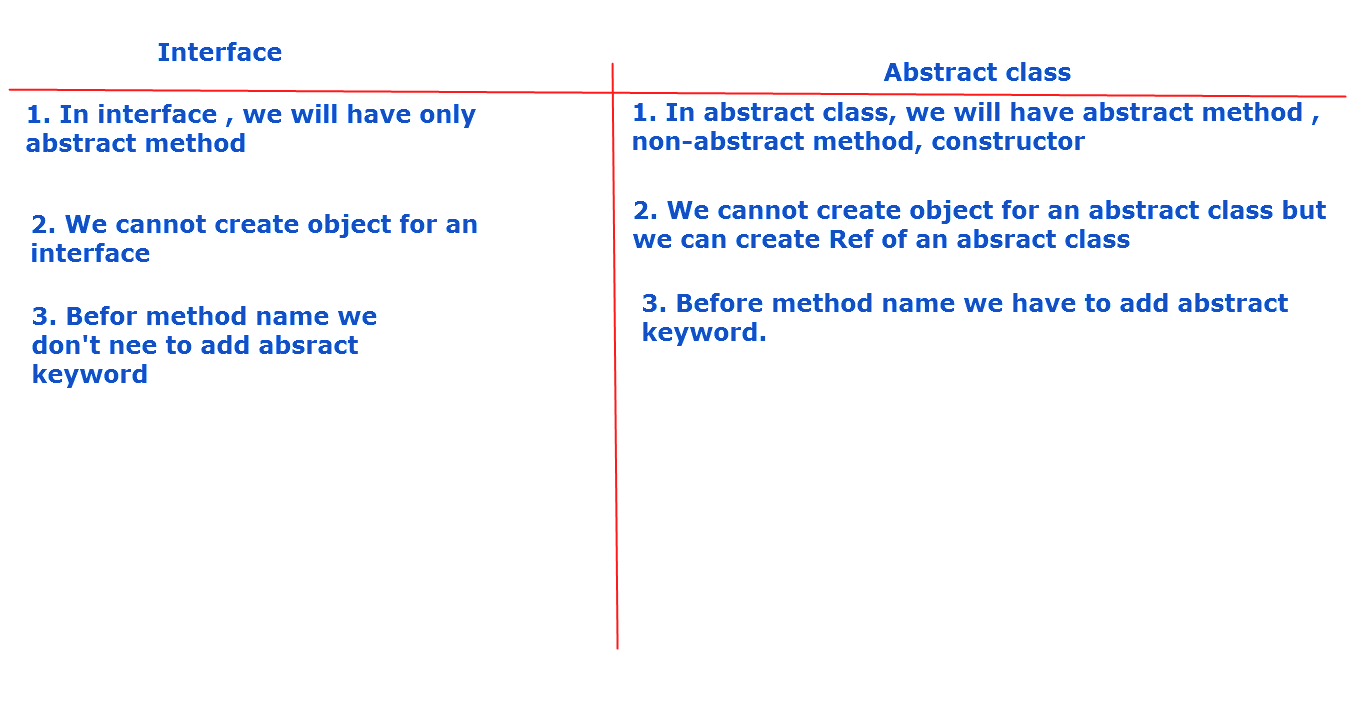 Interface
1. In interface , we will have only
abstract method
2. We cannot create object for an
interface
3. Befor method name we
don't nee to add absract
keyword
Abstract class
1. In abstract class, we will have abstract method ,
non-abstract method, constructor
2. We cannot create object for an abstract class but
we can create Ref of an absract class
3. Before method name we have to add abstract
keyword.